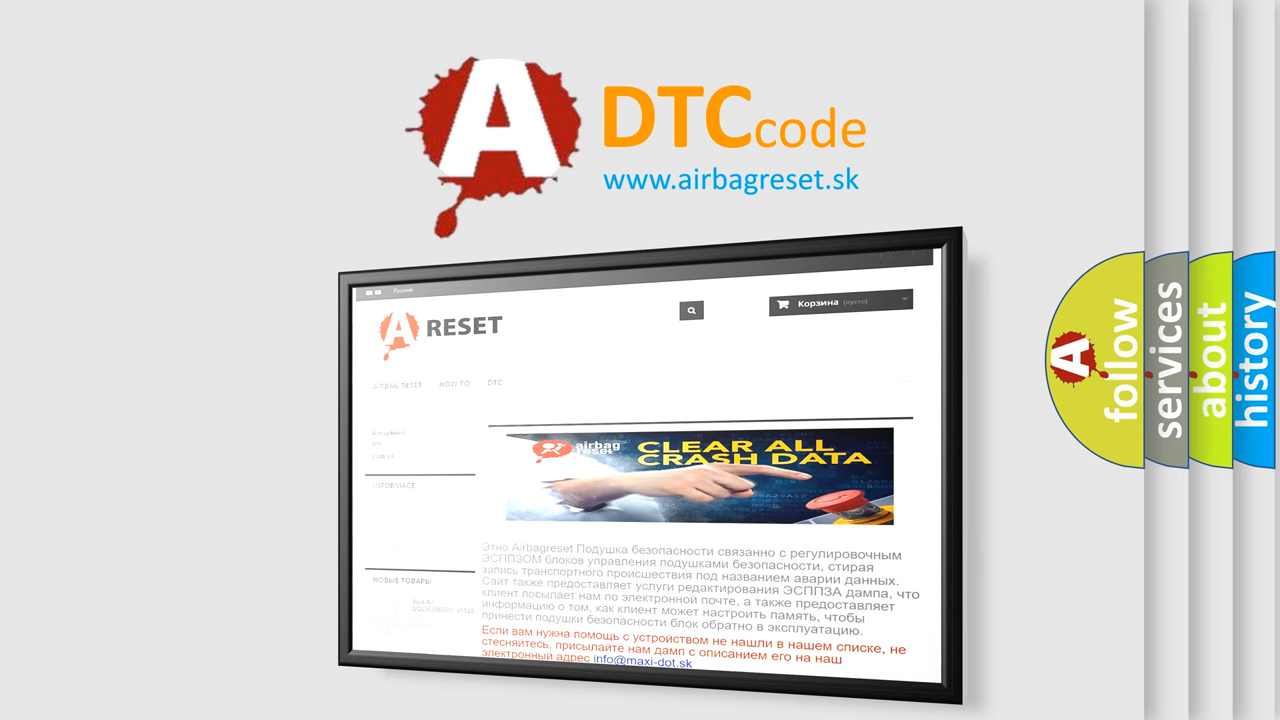 A DTCcode
www.airbagreset.sk
Русский
Корзина (пусто)
A RESET
AIRBAG RESET HOW TO DTC
INFORMACE
airbag
reset
CLEAR ALL
CRASH DATA
Этно Airbagreset Подушка безопасности связанно с регулировочным
ЭСППЗОМ блоков управления подушками безопасности, стирая
запись транспортного происшествия под названием аварии данных.
Сайт также предоставляет услуги редактирования ЭСППЗА дампа, что
клиент посылает нам по электронной почте, а также предоставляет
информацию о том, как клиент может настроить память, чтобы
принести подушки безопасности блок обратно в эксплуатацию.
Если вам нужна помощь с устройством не нашли в нашем списке, не
стесняйтесь, присылайте нам дамп с описанием его на наш
электронный адрес info@maxi-dot.sk
НОВЫЕ ТОВАРЫ
A
follow
services
about
history